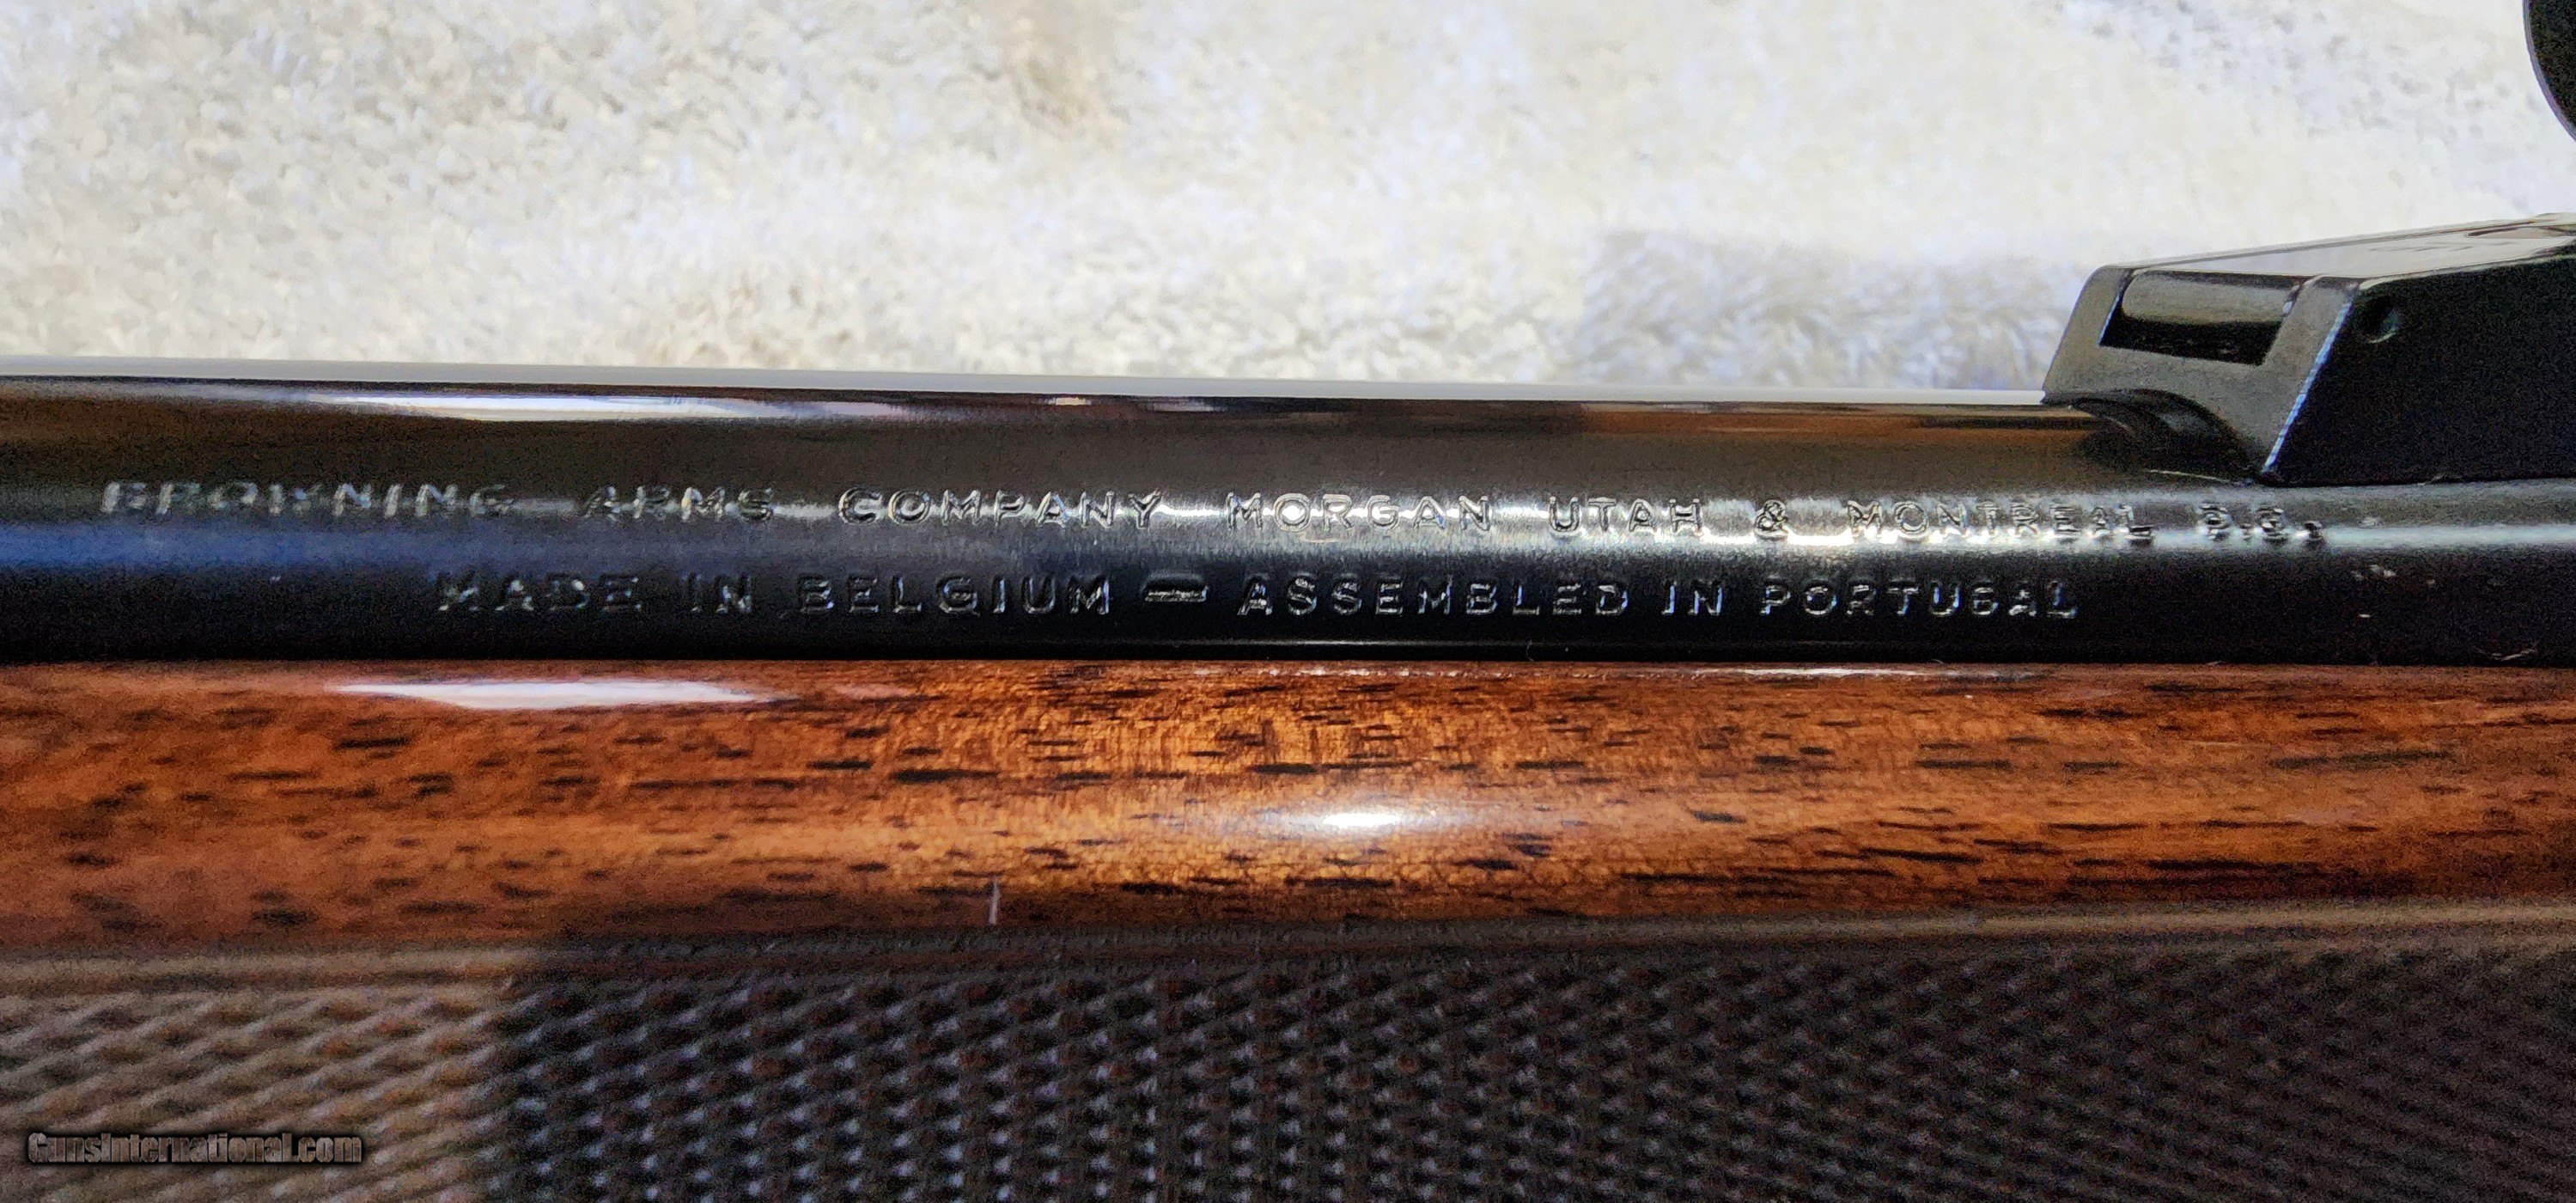 BROWNING ARMS COMPANY MORGAN UTAH & MONTREAL P.Q.
MADE IN BELGIUM — ASSEMBLED IN PORTUGAL
GunsInternational.com